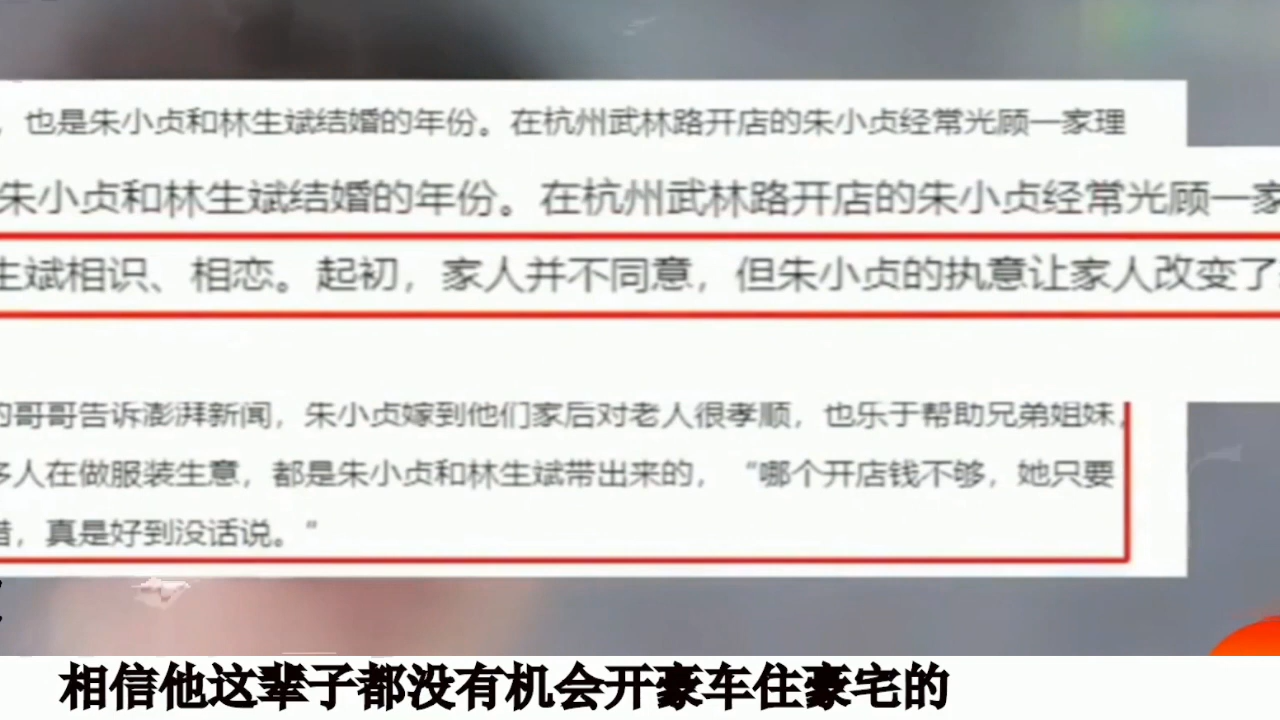 ，也是朱小贞和林生斌结婚的年份。在杭州武林路开店的朱小贞经常光顾一家理
朱小贞和林生斌结婚的年份。在杭州武林路开店的朱小贞经常光顾一家
生斌相识、相恋。起初，家人并不同意，但朱小贞的执意让家人改变了
的哥哥告诉澎湃新闻，朱小贞嫁到他们家后对老人很孝顺，也乐于帮助兄弟姐妹，
多人在做服装生意，都是朱小贞和林生斌带出来的，“哪个开店钱不够，她只要
借，真是好到没话说。”
相信他这辈子都没有机会开豪车住豪宅的